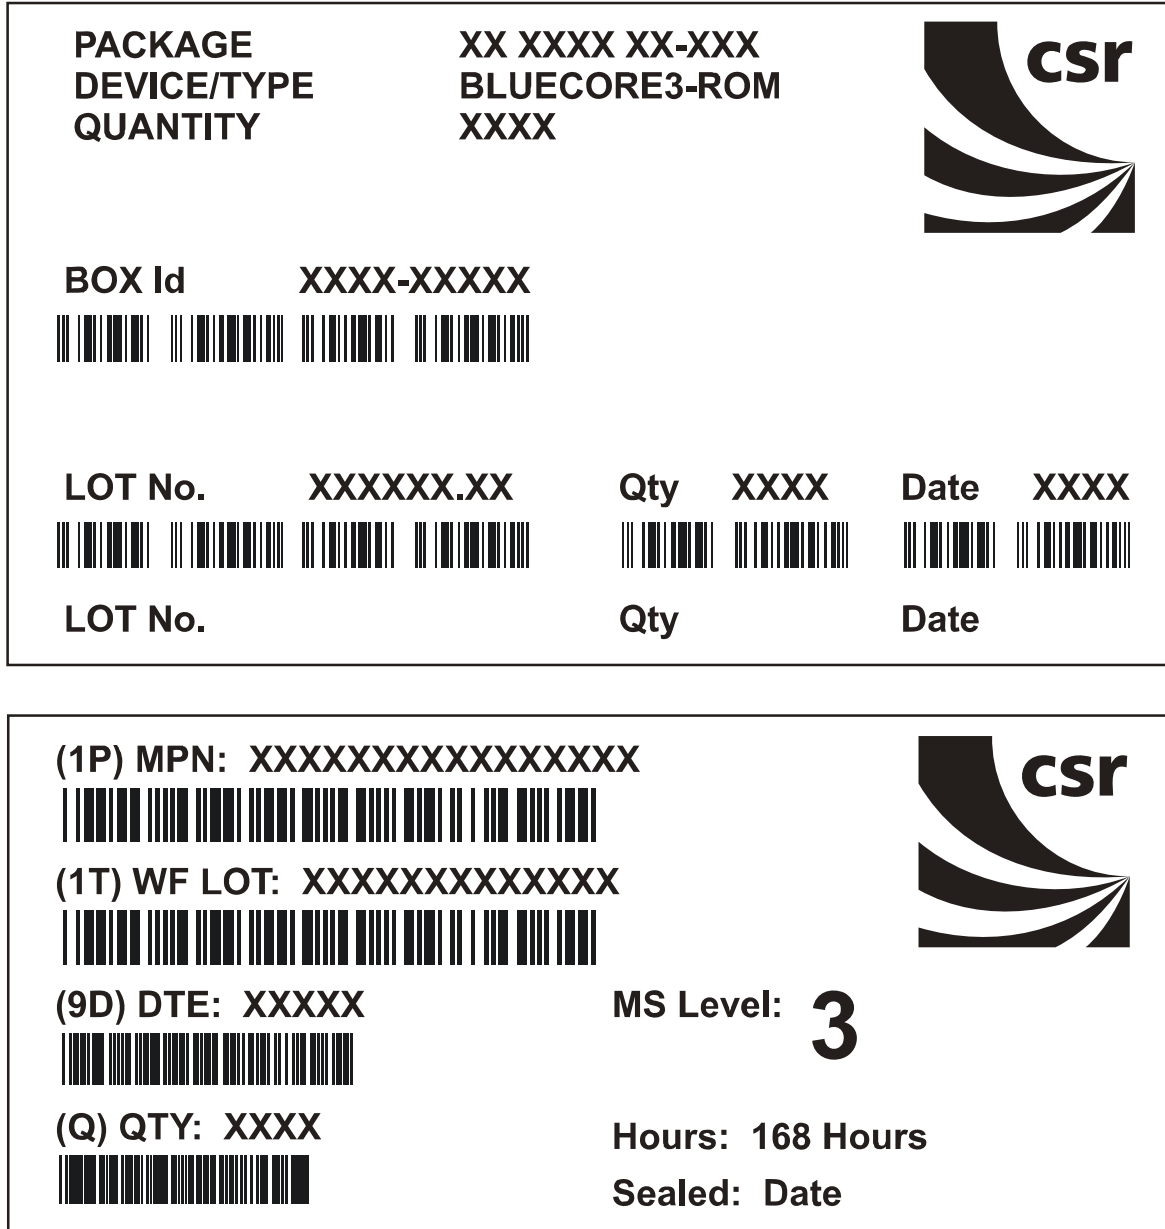 PACKAGE XX XXXX XX-XXX
DEVICE/TYPE BLUECORE3-ROM
QUANTITY XXXX
csr
BOX Id XXXX-XXXXX
LOT No. XXXXXX.XX Qty XXXX Date XXXX
LOT No. Qty Date
(1P) MPN: XXXXXXXXXXXXXXXX
csr
(1T) WF LOT: XXXXXXXXXXXXX
(9D) DTE: XXXXX MS Level: 3
(Q) QTY: XXXX Hours: 168 Hours
Sealed: Date